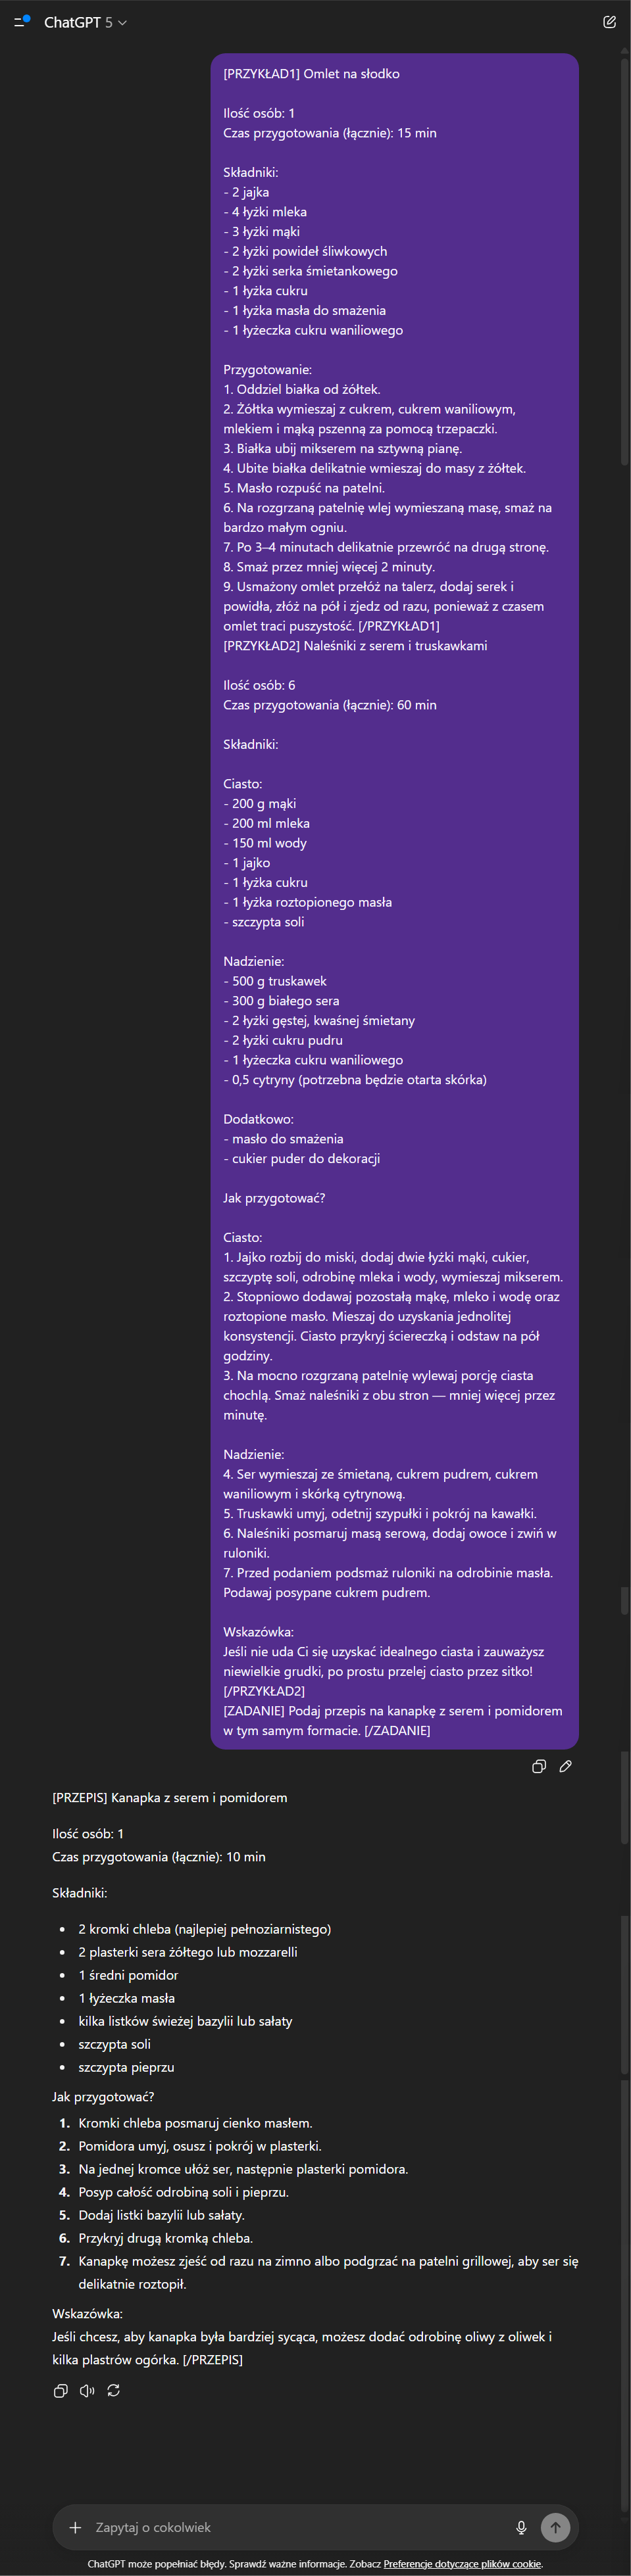 ChatGPT 5
[PRZYKŁAD1] Omlet na słodko
Ilość osób: 1
Czas przygotowania (łącznie): 15 min
Składniki:
- 2 jajka
- 4 łyżki mleka
- 3 łyżki mąki
- 2 łyżki powideł śliwkowych
- 2 łyżki serka śmietankowego
- 1 łyżka cukru
- 1 łyżka masła do smażenia
- 1 łyżeczka cukru waniliowego
Przygotowanie:
1. Oddziel białka od żółtek.
2. Żółtka wymieszaj z cukrem, cukrem waniliowym,
mlekiem i mąką pszenną za pomocą trzepaczki.
3. Białka ubij mikserem na sztywną pianę.
4. Ubite białka delikatnie wmieszaj do masy z żółtek.
5. Masło rozpuść na patelni.
6. Na rozgrzaną patelnię wlej wymieszaną masę, smaż na
bardzo małym ogniu.
7. Po 3–4 minutach delikatnie przewróć na drugą stronę.
8. Smaż przez mniej więcej 2 minuty.
9. Usmażony omlet przełóż na talerz, dodaj serek i
powidła, złóż na pół i zjedz od razu, ponieważ z czasem
omlet traci puszystość. [/PRZYKŁAD1]
[PRZYKŁAD2] Naleśniki z serem i truskawkami
Ilość osób: 6
Czas przygotowania (łącznie): 60 min
Składniki:
Ciasto:
- 200 g mąki
- 200 ml mleka
- 150 ml wody
- 1 jajko
- 1 łyżka cukru
- 1 łyżka roztopionego masła
- szczypta soli
Nadzienie:
- 500 g truskawek
- 300 g białego sera
- 2 łyżki gęstej, kwaśnej śmietany
- 2 łyżki cukru pudru
- 1 łyżeczka cukru waniliowego
- 0,5 cytryny (potrzebna będzie otarta skórka)
Dodatkowo:
- masło do smażenia
- cukier puder do dekoracji
Jak przygotować?
Ciasto:
1. Jajko rozbij do miski, dodaj dwie łyżki mąki, cukier,
szczyptę soli, odrobinę mleka i wody, wymieszaj mikserem.
2. Stopniowo dodawaj pozostałą mąkę, mleko i wodę oraz
roztopione masło. Mieszaj do uzyskania jednolitej
konsystencji. Ciasto przykryj ściereczką i odstaw na pół
godziny.
3. Na mocno rozgrzaną patelnię wylewaj porcję ciasta
chochlą. Smaż naleśniki z obu stron — mniej więcej przez
minutę.
Nadzienie:
4. Ser wymieszaj ze śmietaną, cukrem pudrem, cukrem
waniliowym i skórką cytrynową.
5. Truskawki umyj, odetnij szypułki i pokrój na kawałki.
6. Naleśniki posmaruj masą serową, dodaj owoce i zwiń w
ruloniki.
7. Przed podaniem podsmaż ruloniki na odrobinie masła.
Podawaj posypane cukrem pudrem.
Wskazówka:
Jeśli nie uda Ci się uzyskać idealnego ciasta i zauważysz
niewielkie grudki, po prostu przelej ciasto przez sitko!
[/PRZYKŁAD2]
[ZADANIE] Podaj przepis na kanapkę z serem i pomidorem
w tym samym formacie. [/ZADANIE]
[PRZEPIS] Kanapka z serem i pomidorem
Ilość osób: 1
Czas przygotowania (łącznie): 10 min
Składniki:
• 2 kromki chleba (najlepiej pełnoziarnistego)
• 2 plasterki sera żółtego lub mozzarelli
• 1 średni pomidor
• 1 łyżeczka masła
• kilka listków świeżej bazylii lub sałaty
• szczypta soli
• szczypta pieprzu
Jak przygotować?
1. Kromki chleba posmaruj cienko masłem.
2. Pomidora umyj, osusz i pokrój w plasterki.
3. Na jednej kromce ułóż ser, następnie plasterki pomidora.
4. Posyp całość odrobiną soli i pieprzu.
5. Dodaj listki bazylii lub sałaty.
6. Przykryj drugą kromką chleba.
7. Kanapkę możesz zjeść od razu na zimno albo podgrzać na patelni grillowej, aby ser się
delikatnie roztopił.
Wskazówka:
Jeśli chcesz, aby kanapka była bardziej sycąca, możesz dodać odrobinę oliwy z oliwek i
kilka plastrów ogórka. [/PRZEPIS]
Zapytaj o cokolwiek
ChatGPT może popełniać błędy. Sprawdź ważne informacje. Zobacz Preferencje dotyczące plików cookie.